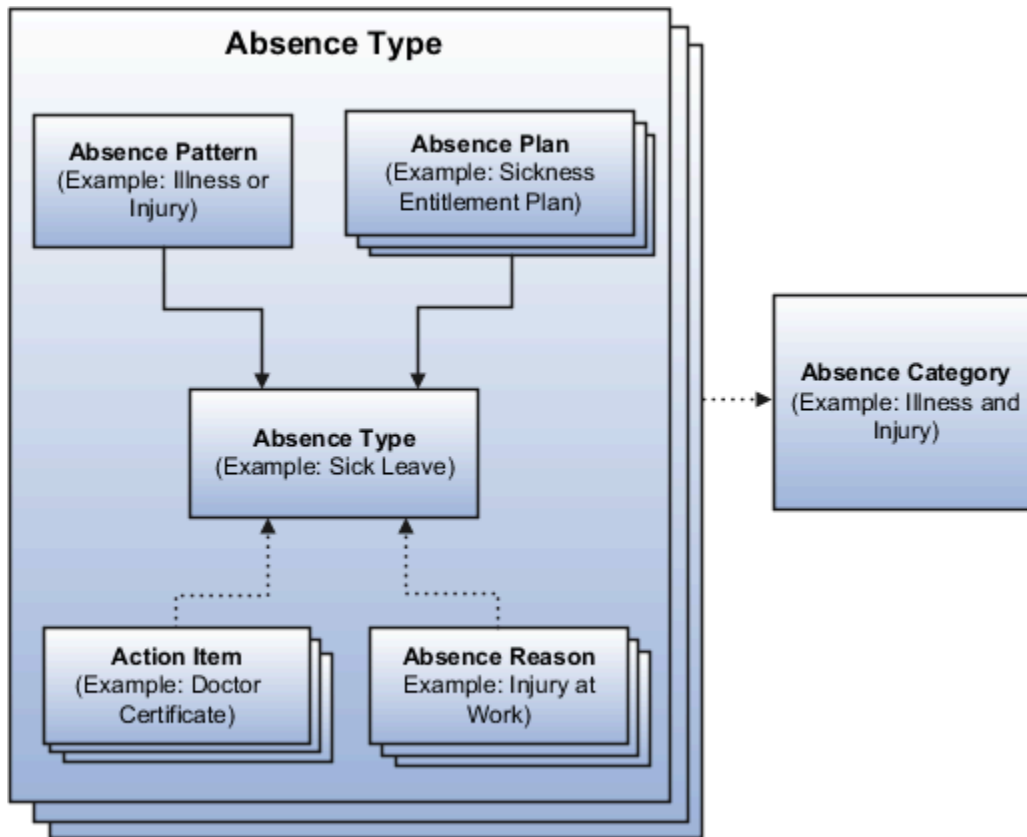 Absence Type
Absence Pattern
(Example: Illness or
Injury)
Absence Plan
(Example: Sickness
Entitlement Plan)
Absence Category
(Example: Illness and
Injury)
Absence Type
(Example: Sick Leave)
Action Item
(Example: Doctor
Certificate)
Absence Reason
Example: Injury at
Work)